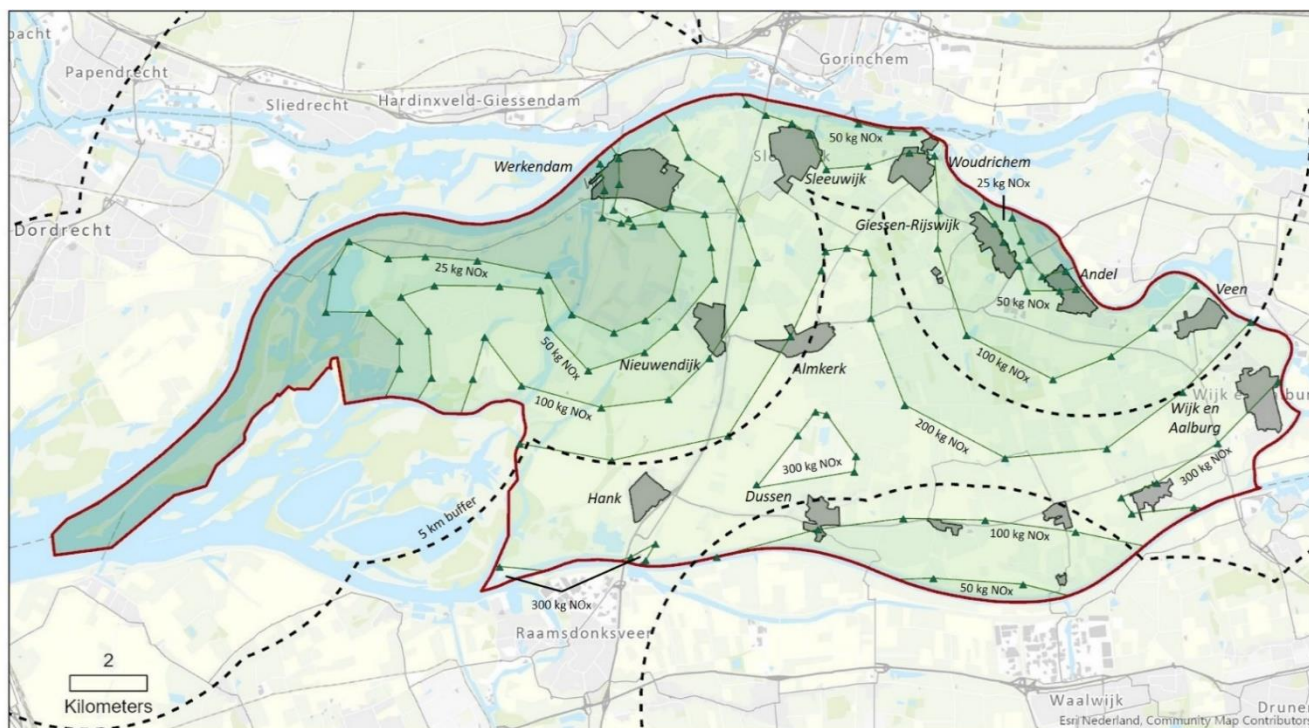 pacht
Papendrecht
Sliedrecht
Hardinxveld-Giessendam
Gorinchem
Dordrecht
Werkendam
50 kg NOx
Sleeuwijk
Woudrichem
25 kg NOx
Giessen-Rijswijk
25 kg NOx
Andel
50 kg NOx
Veen
50 kg NOx
Nieuwendijk
Almkerk
100 kg NOx
100 kg NOx
Wijk en
Aalburg
200 kg NOx
300 kg NOx
300 kg NOx
Hank
Dussen
5 km buffer
100 kg NOx
50 kg NOx
300 kg NOx
Raamsdonksveer
2
Kilometers
Waalwijk
Drunen
Esri Nederland, Community Map Contributors